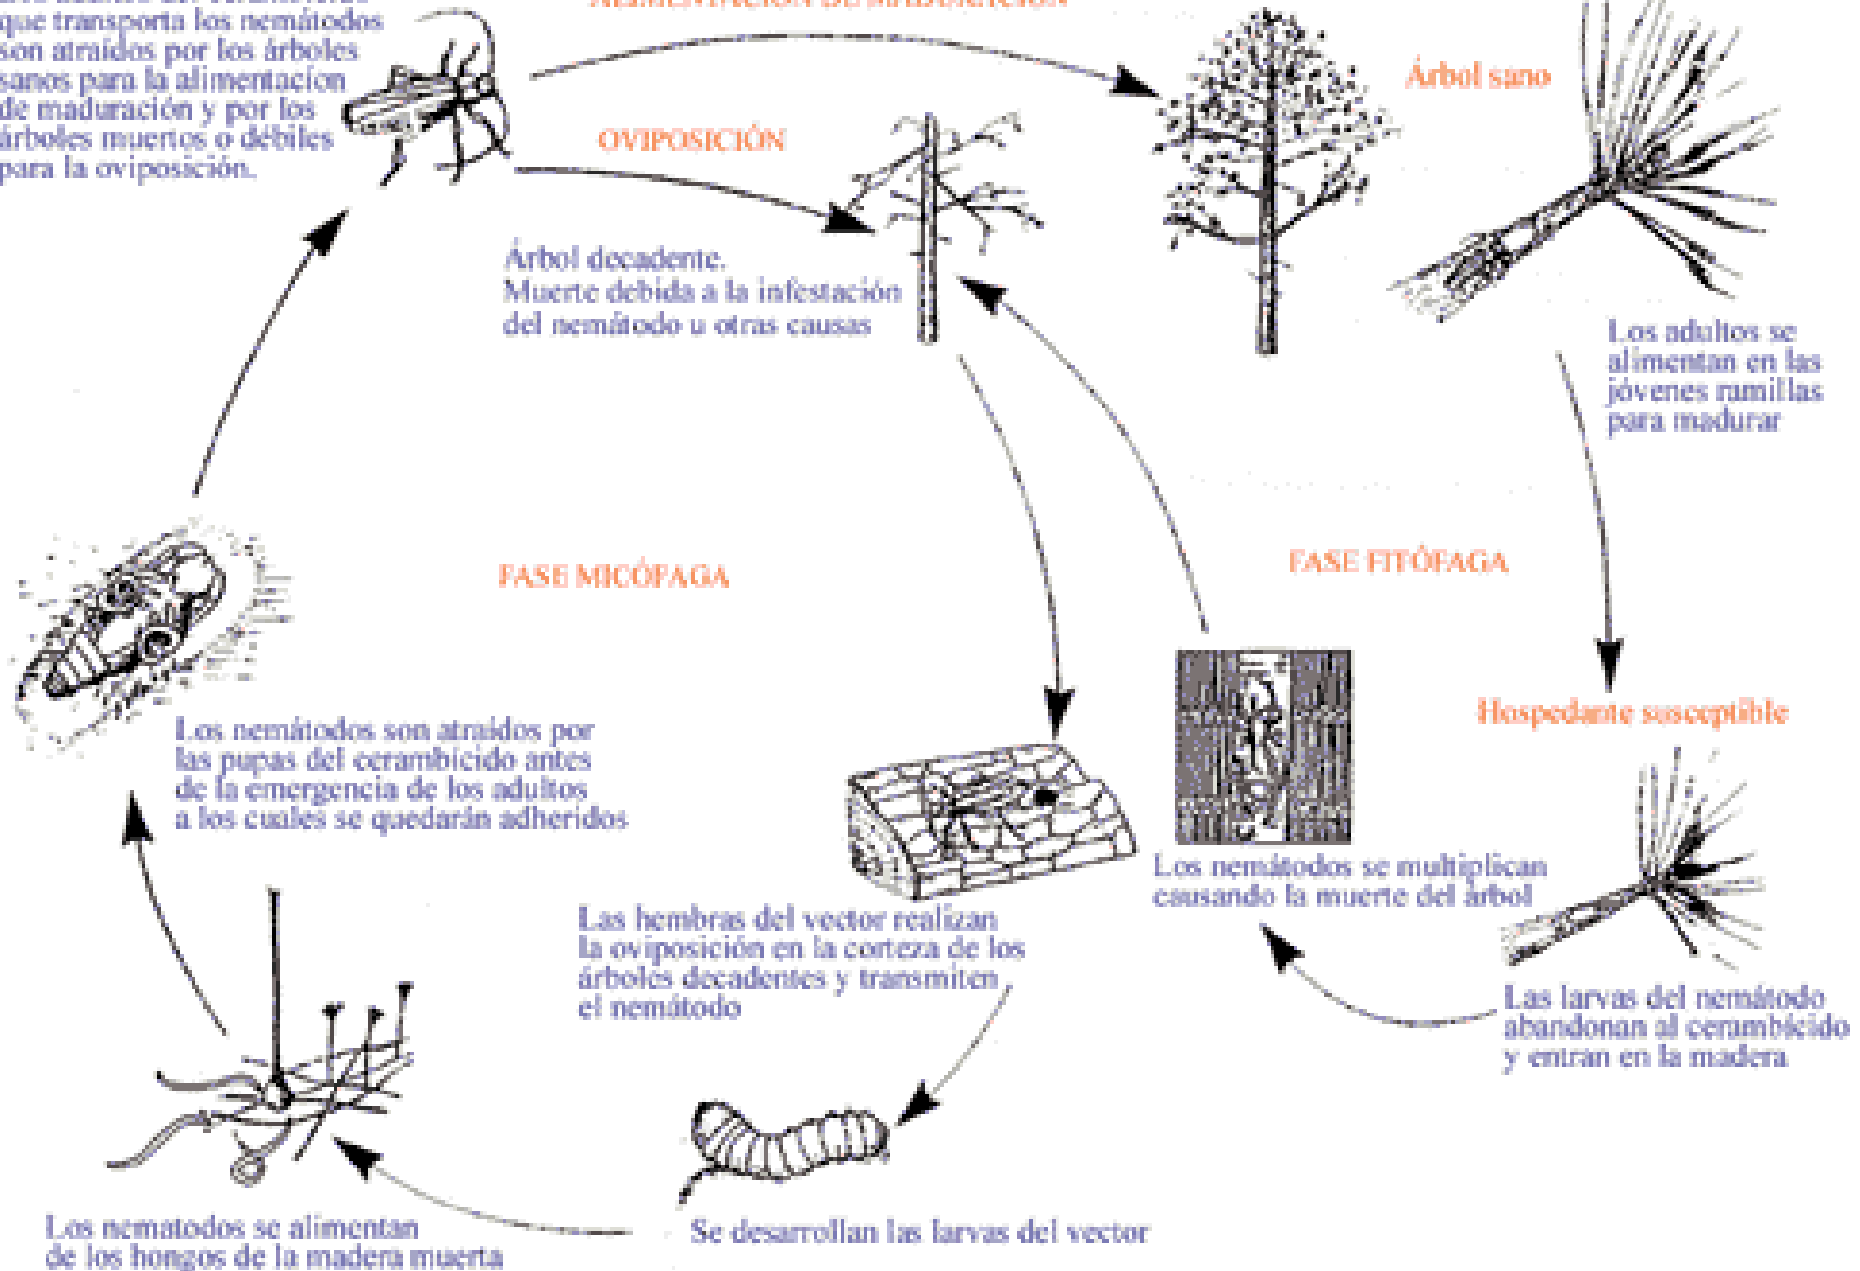 que transporta los nemátodos
son atraídos por los árboles
sanos para la alimentacíon
de maduración y por los
árboles muertos o débiles
para la oviposición.
ALIMENTACIÓN DE MADURACIÓN
OVIPOSICIÓN
Árbol sano
Árbol decadente.
Muerte debida a la infestación
del nemátodo u otras causas
Los adultos se
alimentan en las
jóvenes ramillas
para madurar
FASE MICÓFAGA
FASE FITÓFAGA
Hospedante susceptible
Los nemátodos son atraídos por
las pupas del cerambicido antes
de la emergencia de los adultos
a los cuales se quedarán adheridos
Los nemátodos se multiplican
causando la muerte del árbol
Las hembras del vector realizan
la oviposición en la corteza de los
árboles decadentes y transmiten
el nemátodo
Las larvas del nemátodo
abandonan al cerambícido
y entran en la madera
Se desarrollan las larvas del vector
Los nematodos se alimentan
de los hongos de la madera muerta